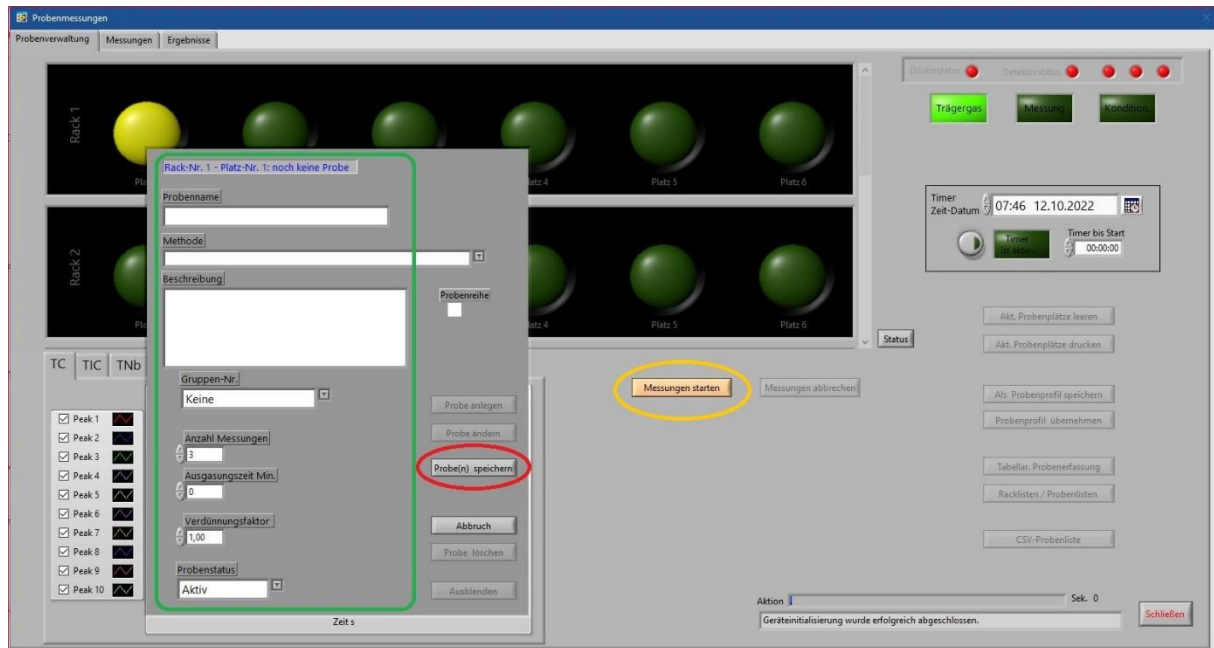 Probenmessungen
Probenverwaltung Messungen Ergebnisse
Rack 1
Platz 4 Platz 5 Platz 6
Rack 2
Platz 4 Platz 5 Platz 6
Status
Rack-Nr. 1 - Platz-Nr. 1: noch keine Probe
Probenname
Methode
Beschreibung
Probenreihe
Gruppen-Nr.
Keine
Anzahl Messungen
3
Ausgasungszeit Min.
0
Verdünnungsfaktor
1,00
Probenstatus
Aktiv
Probe anlegen
Probe ändern
Probe(n) speichern
Abbruch
Probe löschen
Ausblenden
Zeit s
TC TIC TNb
Peak 1
Peak 2
Peak 3
Peak 4
Peak 5
Peak 6
Peak 7
Peak 8
Peak 9
Peak 10
Messungen starten Messungen abbrechen
Dilutorstatus Detektorstatus
Trägergas Messung Kondition.
Timer
Zeit-Datum 07:46 12.10.2022
Timer
ist aktiv...
Timer bis Start
00:00:00
Akt. Probenplätze leeren
Akt. Probenplätze drucken
Als Probenprofil speichern
Probenprofil übernehmen
Tabellar. Probenerfassung
Racklisten / Probenlisten
CSV-Probenliste
Aktion Sek. 0
Geräteinitialisierung wurde erfolgreich abgeschlossen.
Schließen